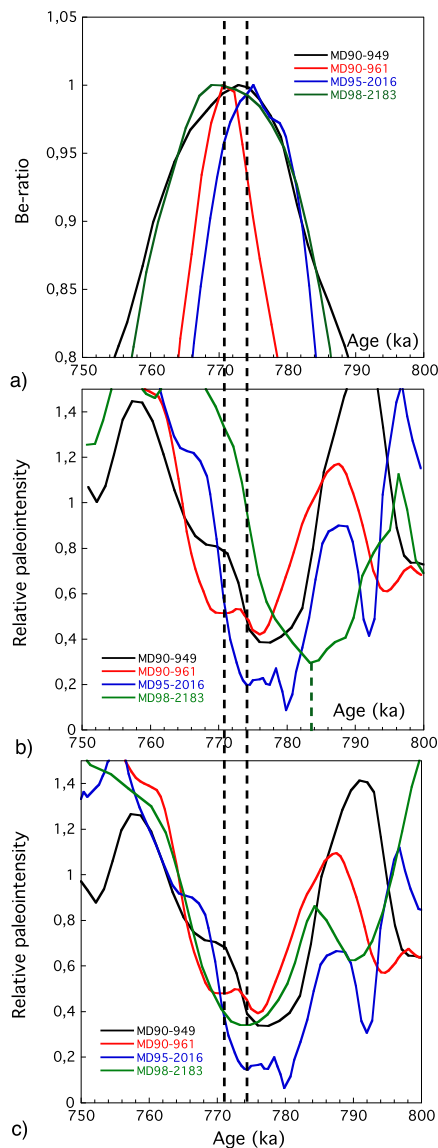 1,05
MD90-949
MD90-961
MD95-2016
MD98-2183
1
0,95
Be-ratio
0,9
0,85
Age (ka)
0,8
750 760 770 780 790 800
a)
1,4
1,2
1
0,8
Relative paleointensity
0,6
0,4
MD90-949
MD90-961
MD95-2016
MD98-2183
0,2
Age (ka)
0
750 760 770 780 790 800
b)
1,4
1,2
1
0,8
Relative paleointensity
0,6
0,4
MD90-949
MD90-961
MD95-2016
MD98-2183
0,2
0
750 760 770 780 790 800
Age (ka)
c)